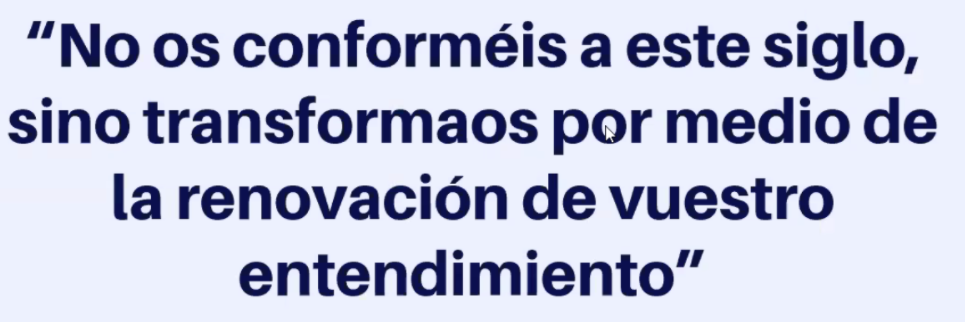 “No os conforméis a este siglo,
sino transformaos por medio de
la renovación de vuestro
entendimiento”